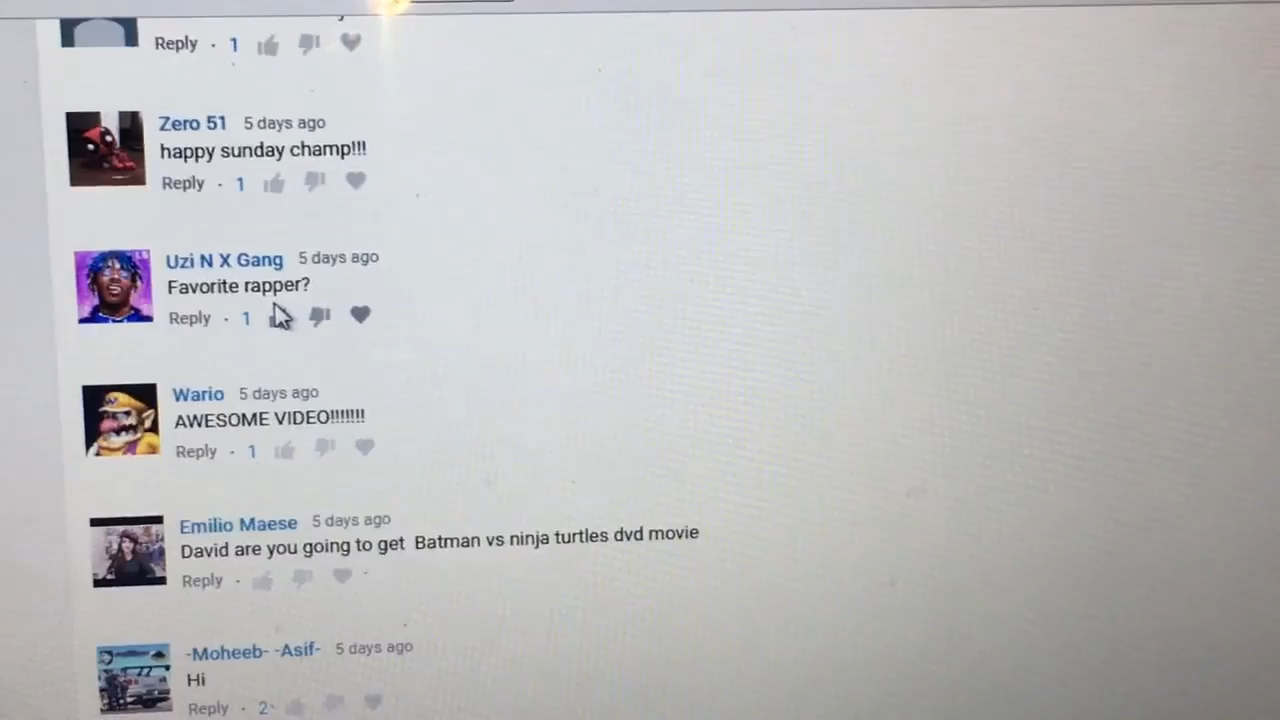 Reply · 1
Zero 51 5 days ago
happy sunday champ!!!
Reply · 1
Uzi N X Gang 5 days ago
Favorite rapper?
Reply · 1
Wario 5 days ago
AWESOME VIDEO!!!!!!!
Reply · 1
Emilio Maese 5 days ago
David are you going to get Batman vs ninja turtles dvd movie
Reply ·
-Moheeb- -Asif- 5 days ago
Hi
Reply · 2